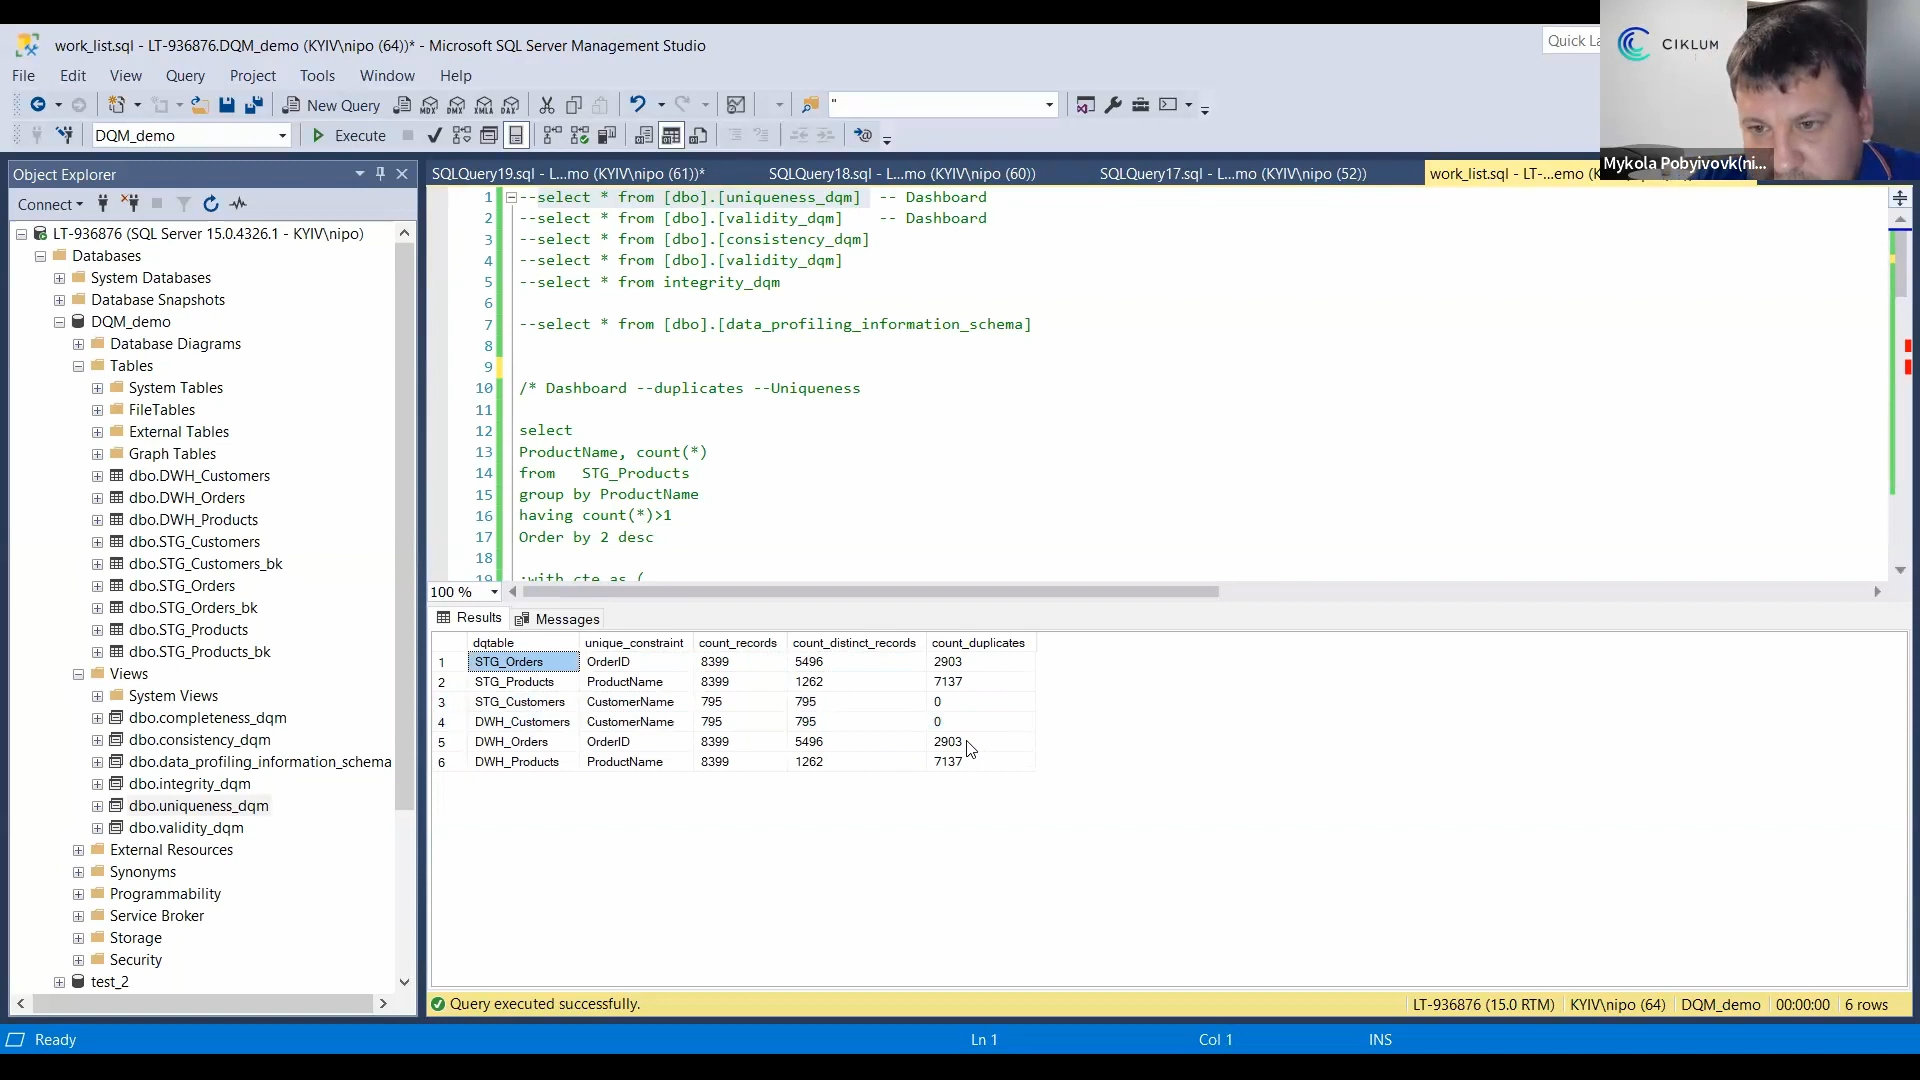 work_list.sql - LT-936876.DQM_demo (KYIV\nipo (64))* - Microsoft SQL Server Management Studio
Quick La
CIKLUM
Mykola Pobyivovk(ni...
File Edit View Query Project Tools Window Help
New Query MDX DMX XMLA DAX "
DQM_demo Execute
Object Explorer
Connect
LT-936876 (SQL Server 15.0.4326.1 - KYIV\nipo)
Databases
System Databases
Database Snapshots
DQM_demo
Database Diagrams
Tables
System Tables
FileTables
External Tables
Graph Tables
dbo.DWH_Customers
dbo.DWH_Orders
dbo.DWH_Products
dbo.STG_Customers
dbo.STG_Customers_bk
dbo.STG_Orders
dbo.STG_Orders_bk
dbo.STG_Products
dbo.STG_Products_bk
Views
System Views
dbo.completeness_dqm
dbo.consistency_dqm
dbo.data_profiling_information_schema
dbo.integrity_dqm
dbo.uniqueness_dqm
dbo.validity_dqm
External Resources
Synonyms
Programmability
Service Broker
Storage
Security
test_2
SQLQuery19.sql - L...mo (KYIV\nipo (61))* SQLQuery18.sql - L...mo (KYIV\nipo (60)) SQLQuery17.sql - L...mo (KYIV\nipo (52)) work_list.sql - LT-...emo (K
1 --select * from [dbo].[uniqueness_dqm] -- Dashboard
2 --select * from [dbo].[validity_dqm] -- Dashboard
3 --select * from [dbo].[consistency_dqm]
4 --select * from [dbo].[validity_dqm]
5 --select * from integrity_dqm
6
7 --select * from [dbo].[data_profiling_information_schema]
8
9
10 /* Dashboard --duplicates --Uniqueness
11
12 select
13 ProductName, count(*)
14 from STG_Products
15 group by ProductName
16 having count(*)>1
17 Order by 2 desc
18
19 ;with cte as (
100 %
Results Messages
dqtable unique_constraint count_records count_distinct_records count_duplicates
1 STG_Orders OrderID 8399 5496 2903
2 STG_Products ProductName 8399 1262 7137
3 STG_Customers CustomerName 795 795 0
4 DWH_Customers CustomerName 795 795 0
5 DWH_Orders OrderID 8399 5496 2903
6 DWH_Products ProductName 8399 1262 7137
Query executed successfully. LT-936876 (15.0 RTM) KYIV\nipo (64) DQM_demo 00:00:00 6 rows
Ready Ln 1 Col 1 INS